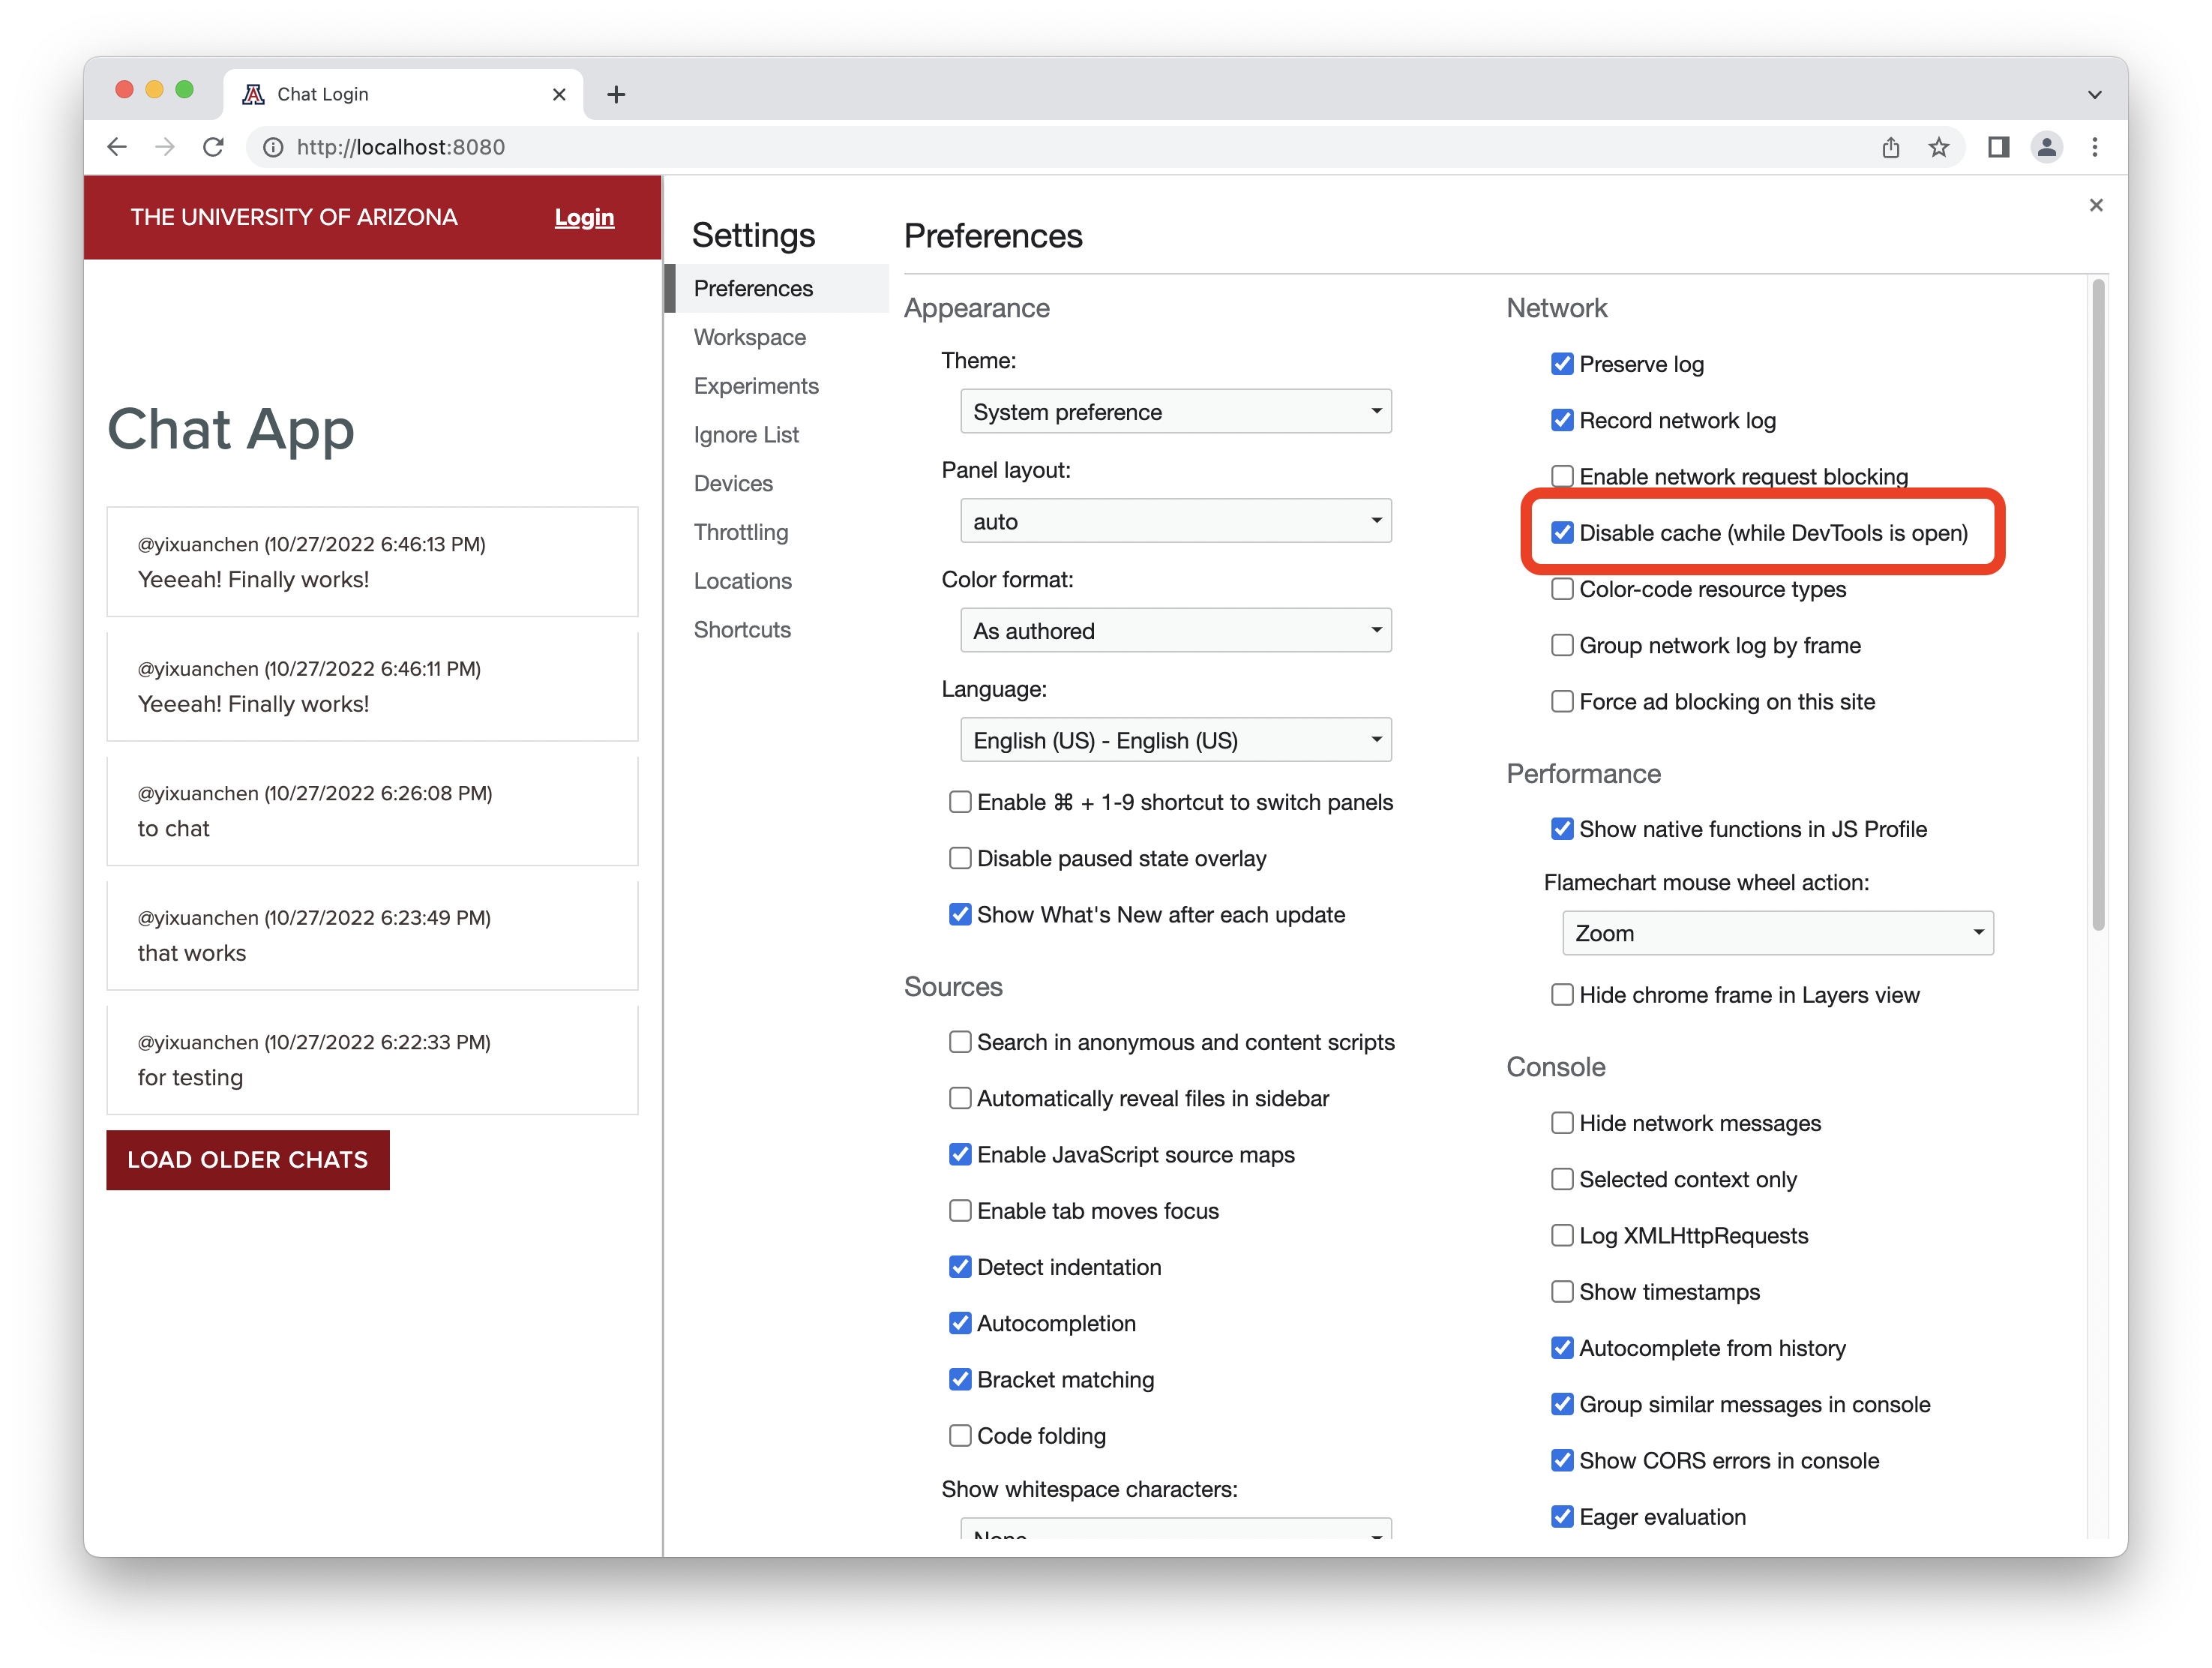 Chat Login
http://localhost:8080
THE UNIVERSITY OF ARIZONA
Login
Chat App
@yixuanchen (10/27/2022 6:46:13 PM)
Yeeeah! Finally works!
@yixuanchen (10/27/2022 6:46:11 PM)
Yeeeah! Finally works!
@yixuanchen (10/27/2022 6:26:08 PM)
to chat
@yixuanchen (10/27/2022 6:23:49 PM)
that works
@yixuanchen (10/27/2022 6:22:33 PM)
for testing
LOAD OLDER CHATS
Settings
Preferences
Workspace
Experiments
Ignore List
Devices
Throttling
Locations
Shortcuts
Preferences
Appearance
Theme:
System preference
Panel layout:
auto
Color format:
As authored
Language:
English (US) - English (US)
Enable ⌘ + 1-9 shortcut to switch panels
Disable paused state overlay
Show What's New after each update
Sources
Search in anonymous and content scripts
Automatically reveal files in sidebar
Enable JavaScript source maps
Enable tab moves focus
Detect indentation
Autocompletion
Bracket matching
Code folding
Show whitespace characters:
None
Network
Preserve log
Record network log
Enable network request blocking
Disable cache (while DevTools is open)
Color-code resource types
Group network log by frame
Force ad blocking on this site
Performance
Show native functions in JS Profile
Flamechart mouse wheel action:
Zoom
Hide chrome frame in Layers view
Console
Hide network messages
Selected context only
Log XMLHttpRequests
Show timestamps
Autocomplete from history
Group similar messages in console
Show CORS errors in console
Eager evaluation